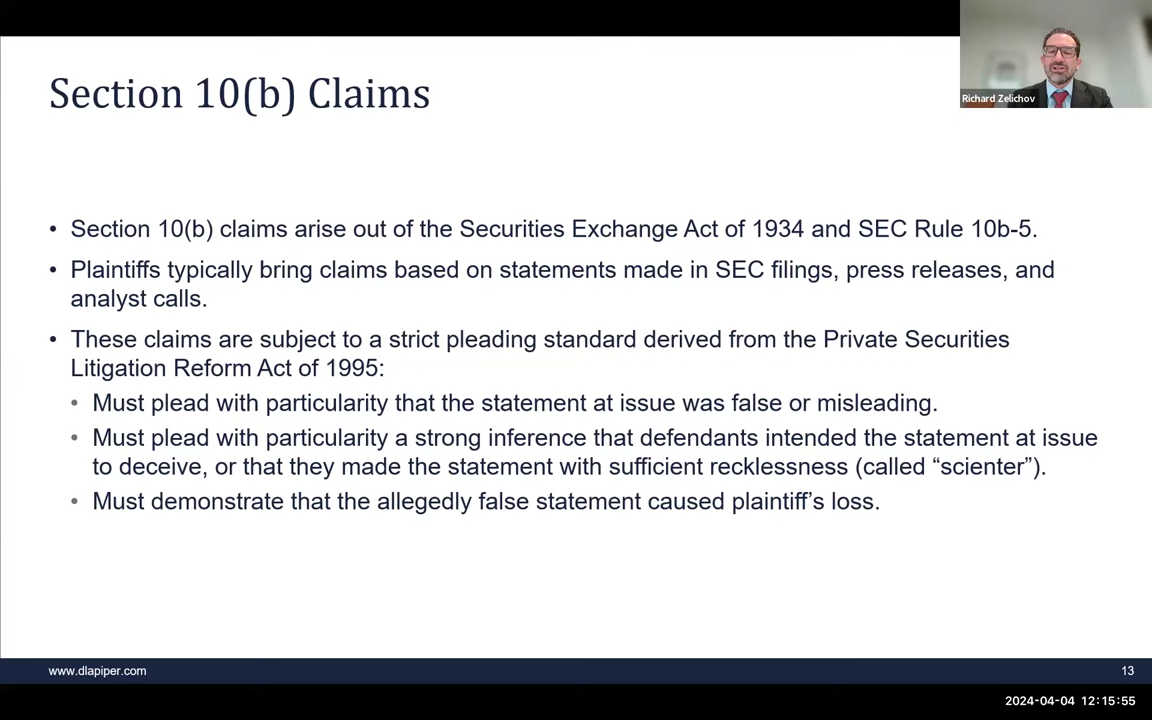 Richard Zelichov
Section 10(b) Claims
• Section 10(b) claims arise out of the Securities Exchange Act of 1934 and SEC Rule 10b-5.
• Plaintiffs typically bring claims based on statements made in SEC filings, press releases, and
analyst calls.
• These claims are subject to a strict pleading standard derived from the Private Securities
Litigation Reform Act of 1995:
• Must plead with particularity that the statement at issue was false or misleading.
• Must plead with particularity a strong inference that defendants intended the statement at issue
to deceive, or that they made the statement with sufficient recklessness (called “scienter”).
• Must demonstrate that the allegedly false statement caused plaintiff’s loss.
www.dlapiper.com
13
2024-04-04 12:15:55